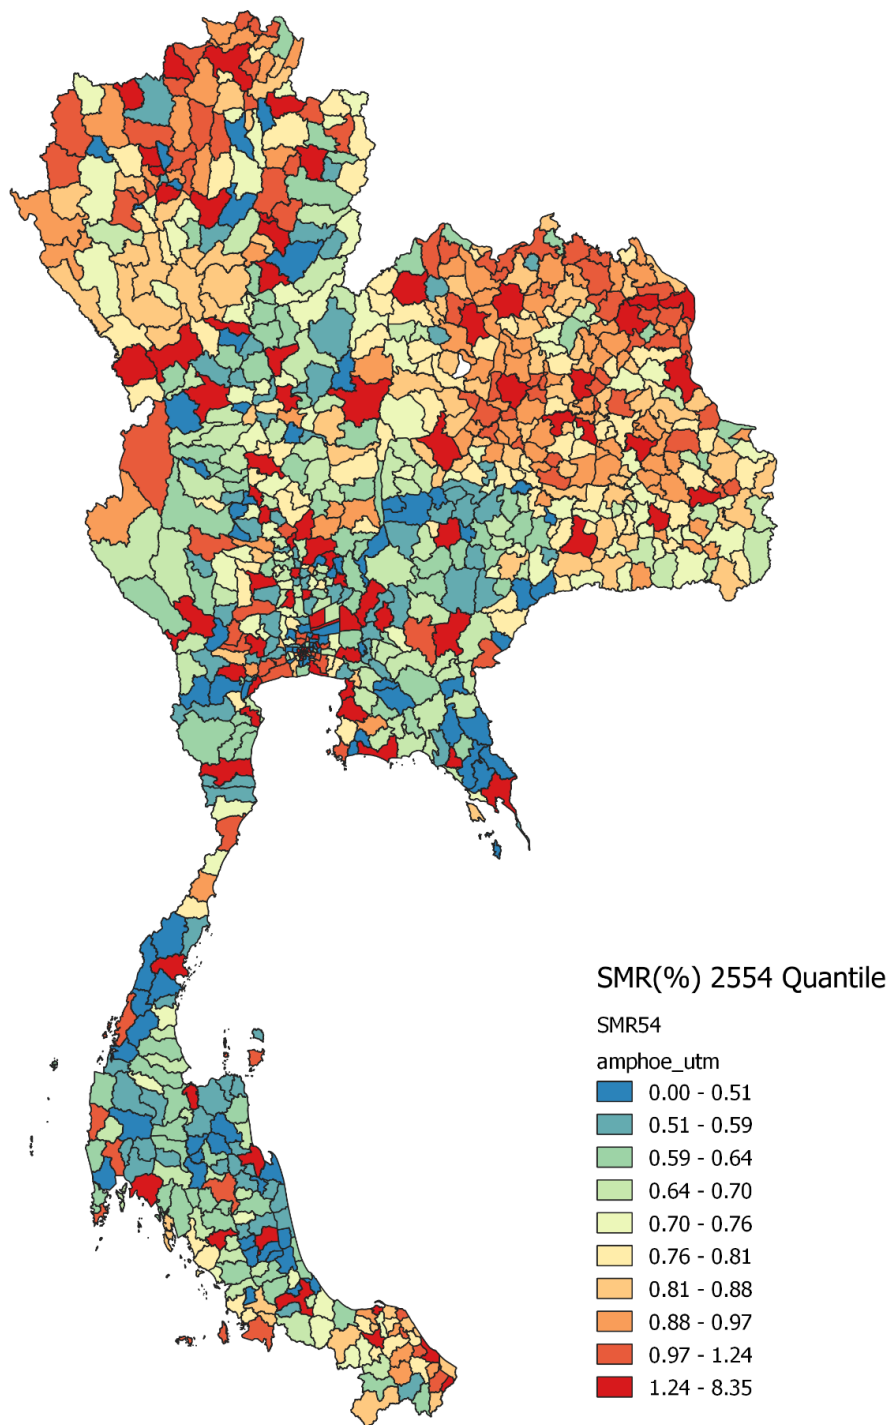 SMR(%) 2554 Quantile
SMR54
amphoe_utm
0.00 - 0.51
0.51 - 0.59
0.59 - 0.64
0.64 - 0.70
0.70 - 0.76
0.76 - 0.81
0.81 - 0.88
0.88 - 0.97
0.97 - 1.24
1.24 - 8.35